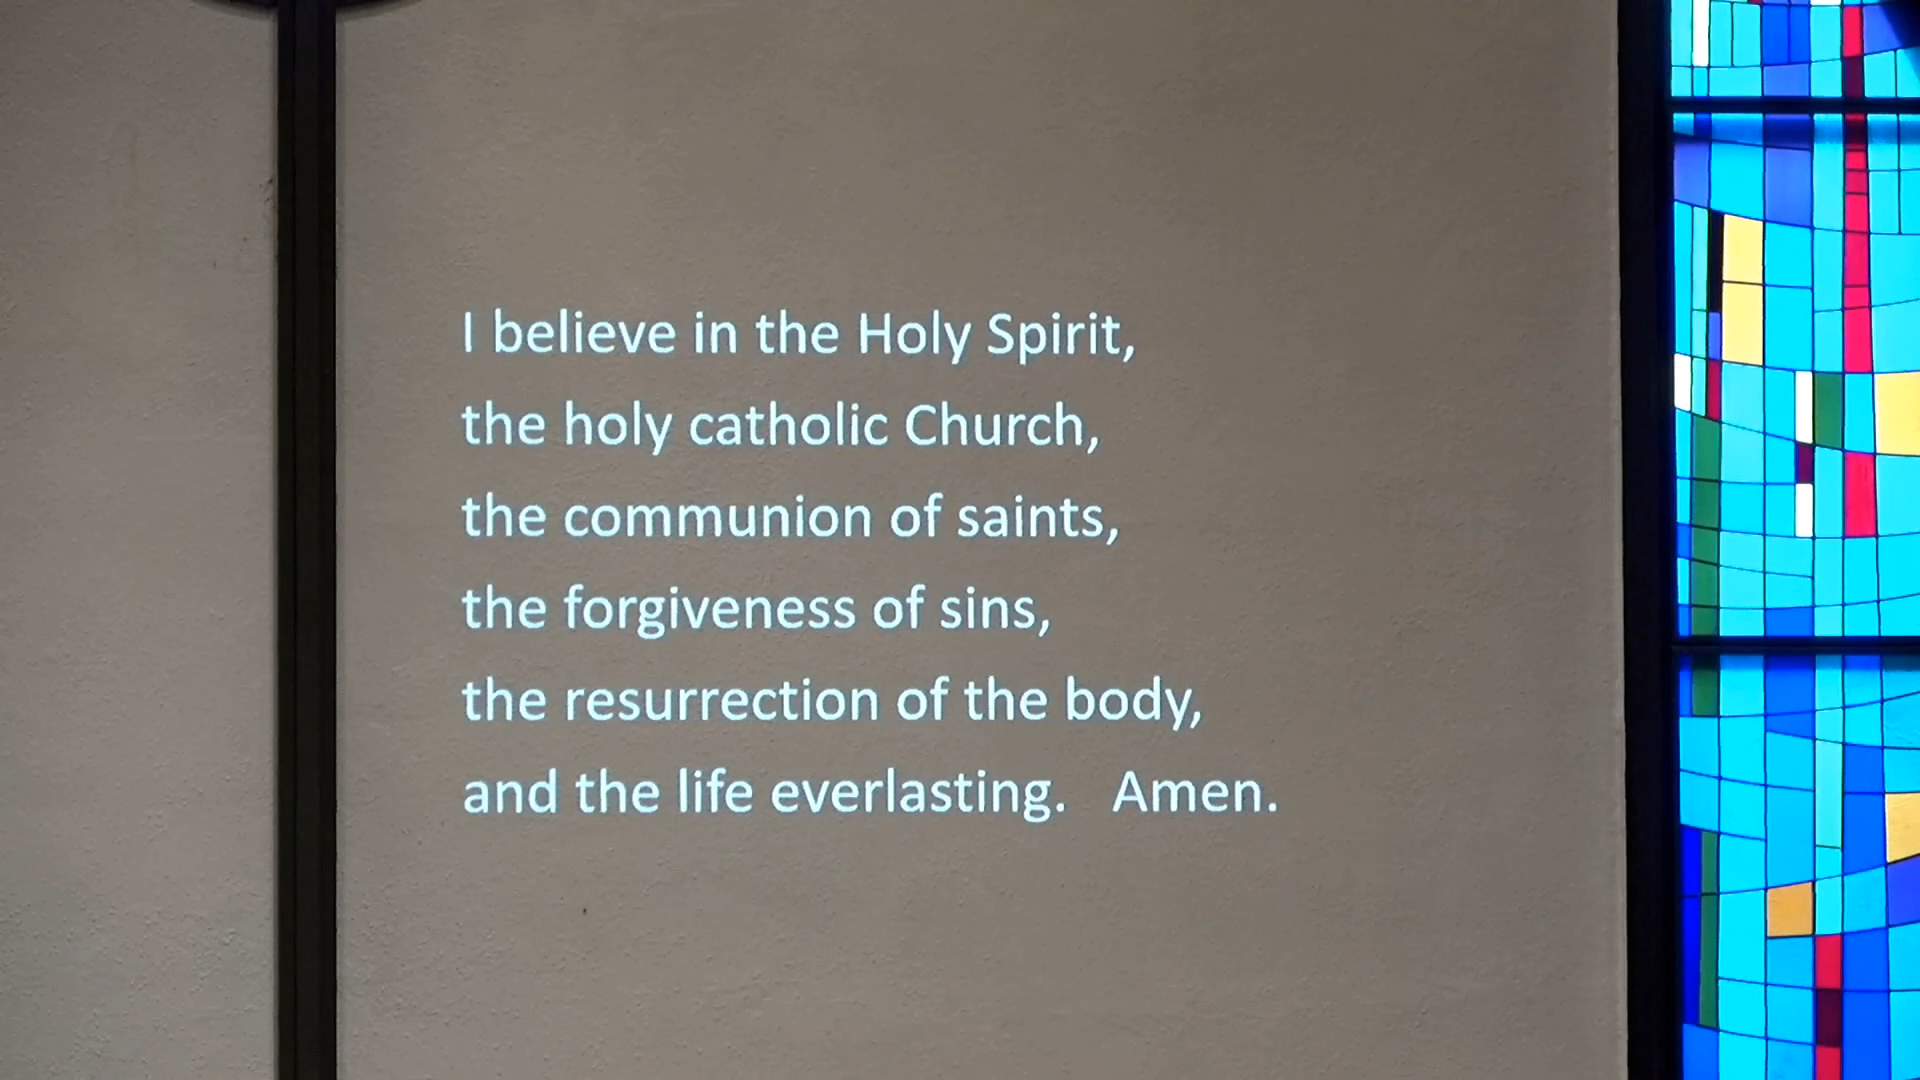 I believe in the Holy Spirit,
the holy catholic Church,
the communion of saints,
the forgiveness of sins,
the resurrection of the body,
and the life everlasting.   Amen.